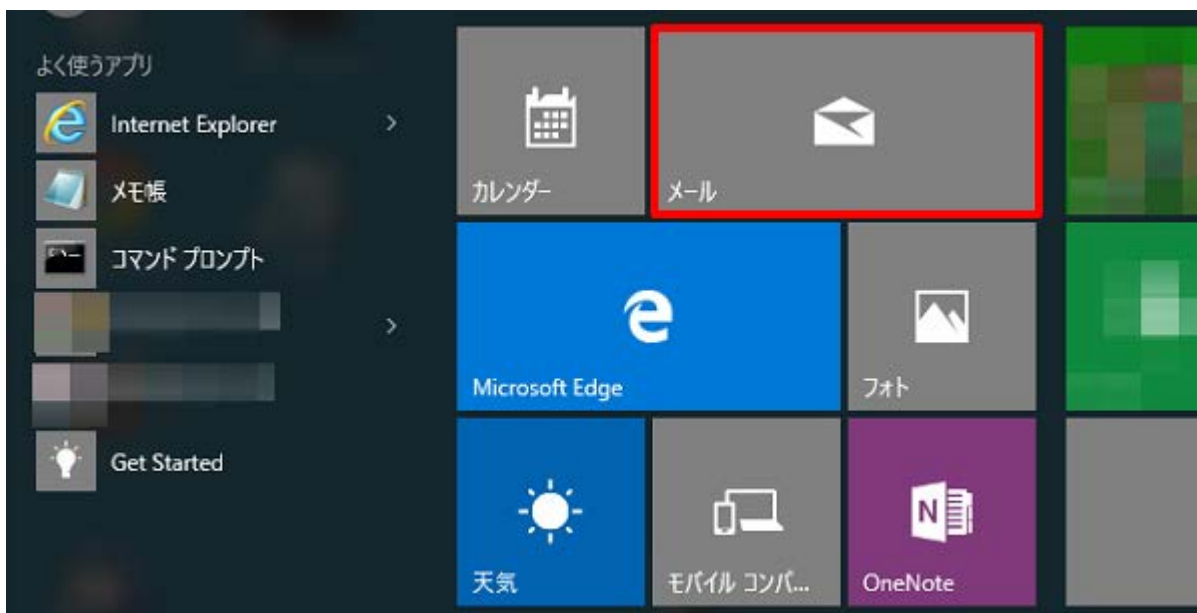 よく使うアプリ
Internet Explorer
メモ帳
コマンド プロンプト
Get Started
カレンダー
メール
Microsoft Edge
フォト
天気
モバイル コンパ...
OneNote